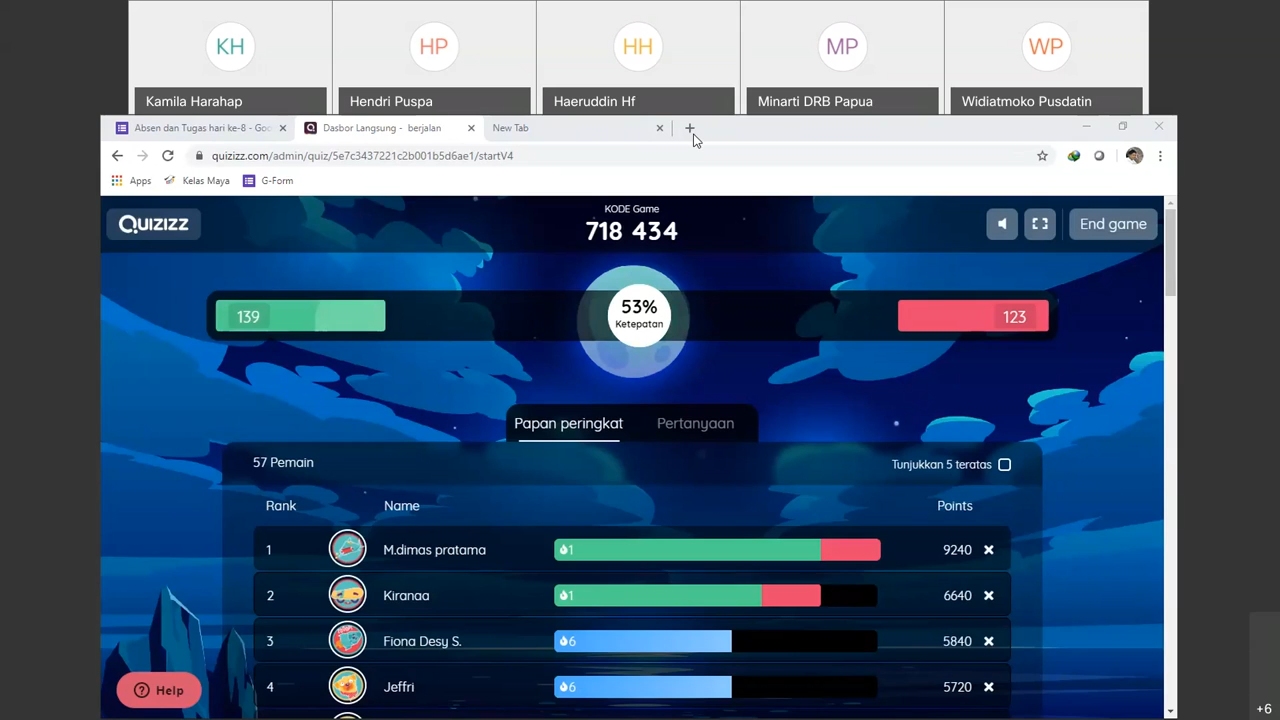 KH HP HH MP WP
Kamila Harahap Hendri Puspa Haeruddin Hf Minarti DRB Papua Widiatmoko Pusdatin
Absen dan Tugas hari ke-8 - Goo Dasbor Langsung - berjalan New Tab
quizizz.com/admin/quiz/5e7c3437221c2b001b5d6ae1/startV4
Apps Kelas Maya G-Form
Quizizz KODE Game End game
718 434
139 53% 123
Ketepatan
Papan peringkat Pertanyaan
57 Pemain Tunjukkan 5 teratas
Rank Name Points
1 M.dimas pratama 1 9240
2 Kiranaa 1 6640
3 Fiona Desy S. 6 5840
4 Jeffri 6 5720
Help
+6